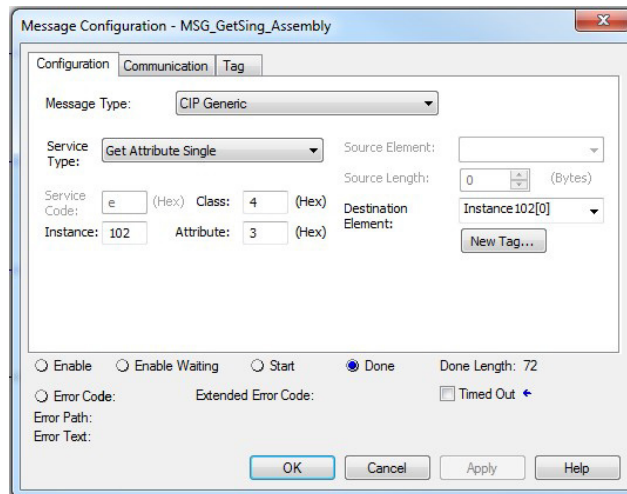 Message Configuration - MSG_GetSing_Assembly
Configuration Communication Tag
Message Type: CIP Generic
Service Type: Get Attribute Single Source Element:
Source Length: 0 (Bytes)
Service Code: e (Hex) Class: 4 (Hex) Destination Element: Instance102[0]
Instance: 102 Attribute: 3 (Hex) New Tag...
Enable Enable Waiting Start Done Done Length: 72
Error Code: Extended Error Code: Timed Out
Error Path:
Error Text:
OK Cancel Apply Help